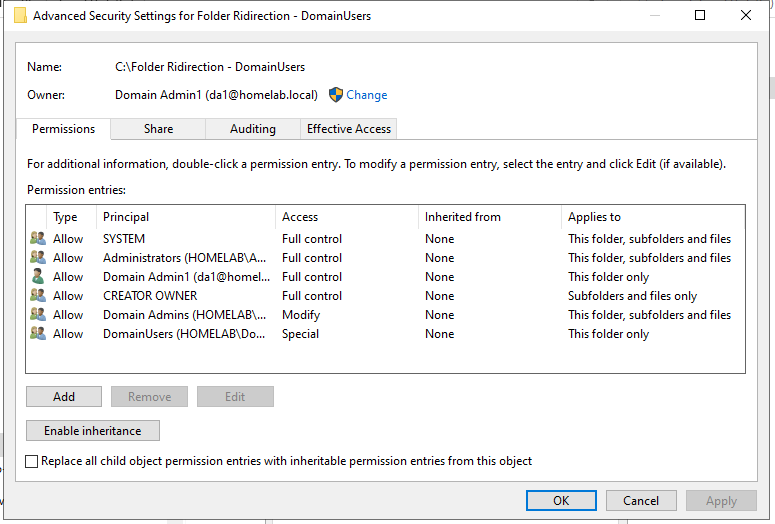 Advanced Security Settings for Folder Ridirection - DomainUsers
Name: C:\Folder Ridirection - DomainUsers
Owner: Domain Admin1 (da1@homelab.local) Change
Permissions Share Auditing Effective Access
For additional information, double-click a permission entry. To modify a permission entry, select the entry and click Edit (if available).
Permission entries:
Type Principal Access Inherited from Applies to
Allow SYSTEM Full control None This folder, subfolders and files
Allow Administrators (HOMELAB\A... Full control None This folder, subfolders and files
Allow Domain Admin1 (da1@homel... Full control None This folder only
Allow CREATOR OWNER Full control None Subfolders and files only
Allow Domain Admins (HOMELAB\... Modify None This folder, subfolders and files
Allow DomainUsers (HOMELAB\Do... Special None This folder only
Add Remove Edit
Enable inheritance
Replace all child object permission entries with inheritable permission entries from this object
OK Cancel Apply